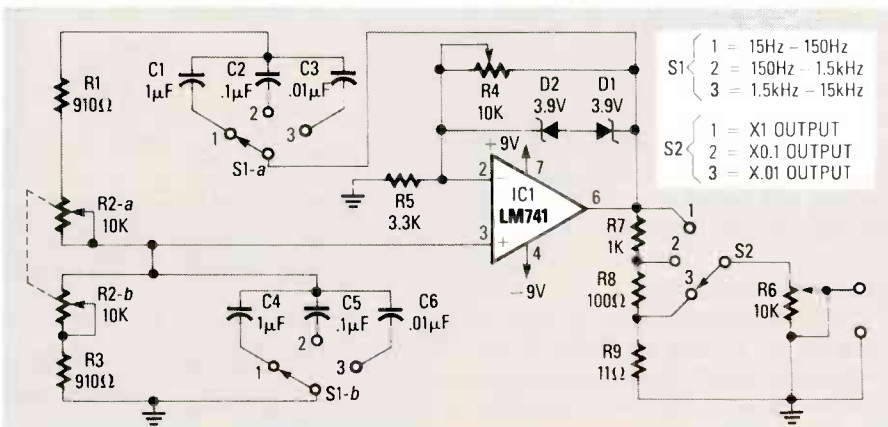 R1
910Ω
C1
1µF
C2
.1µF
C3
.01µF
1
2
3
S1-a
R4
10K
D2
3.9V
D1
3.9V
S1
1 = 15Hz – 150Hz
2 = 150Hz – 1.5kHz
3 = 1.5kHz – 15kHz
S2
1 = X1 OUTPUT
2 = X0.1 OUTPUT
3 = X.01 OUTPUT
R2-a
10K
R5
3.3K
+9V
7
2
−
IC1
LM741
6
3
+
4
−9V
R7
1K
1
2
3
S2
R8
100Ω
R9
11Ω
R6
10K
R2-b
10K
R3
910Ω
C4
1µF
C5
.1µF
C6
.01µF
1
2
3
S1-b